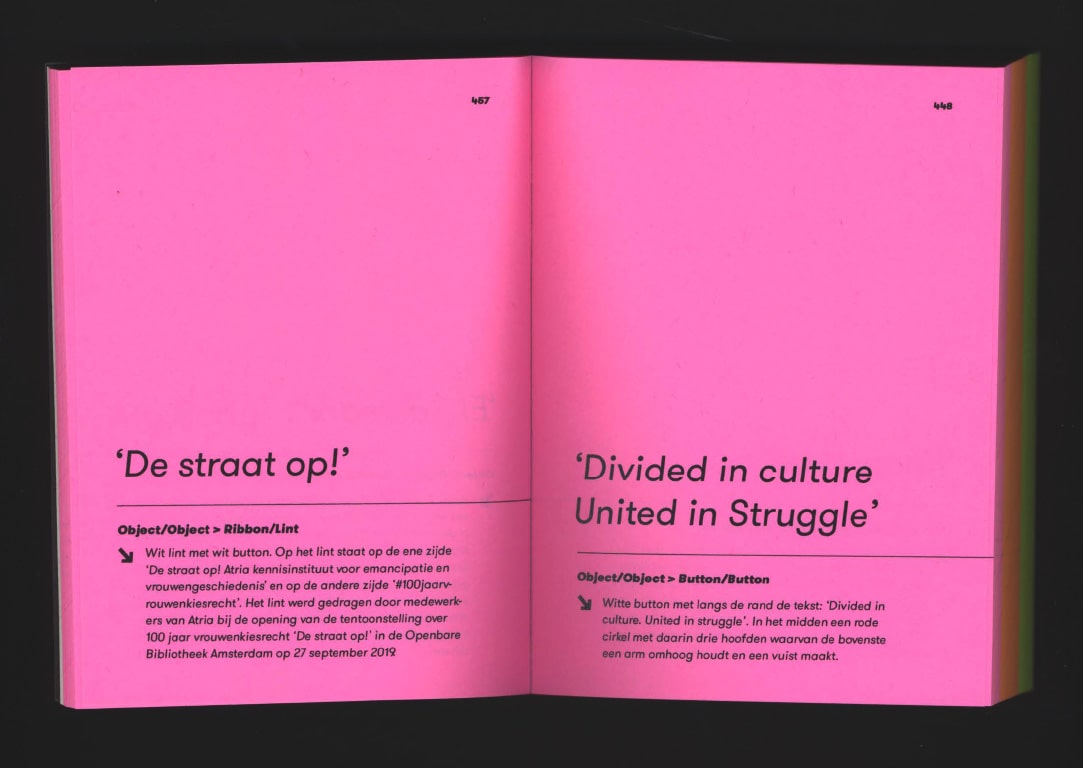 457
‘De straat op!’
Object/Object > Ribbon/Lint
Wit lint met wit button. Op het lint staat op de ene zijde
‘De straat op! Atria kennisinstituut voor emancipatie en
vrouwengeschiedenis’ en op de andere zijde ‘#100jaarv-
rouwenkiesrecht’. Het lint werd gedragen door medewerk-
ers van Atria bij de opening van de tentoonstelling over
100 jaar vrouwenkiesrecht ‘De straat op!’ in de Openbare
Bibliotheek Amsterdam op 27 september 2019.
448
‘Divided in culture
United in Struggle’
Object/Object > Button/Button
Witte button met langs de rand de tekst: ‘Divided in
culture. United in struggle’. In het midden een rode
cirkel met daarin drie hoofden waarvan de bovenste
een arm omhoog houdt en een vuist maakt.